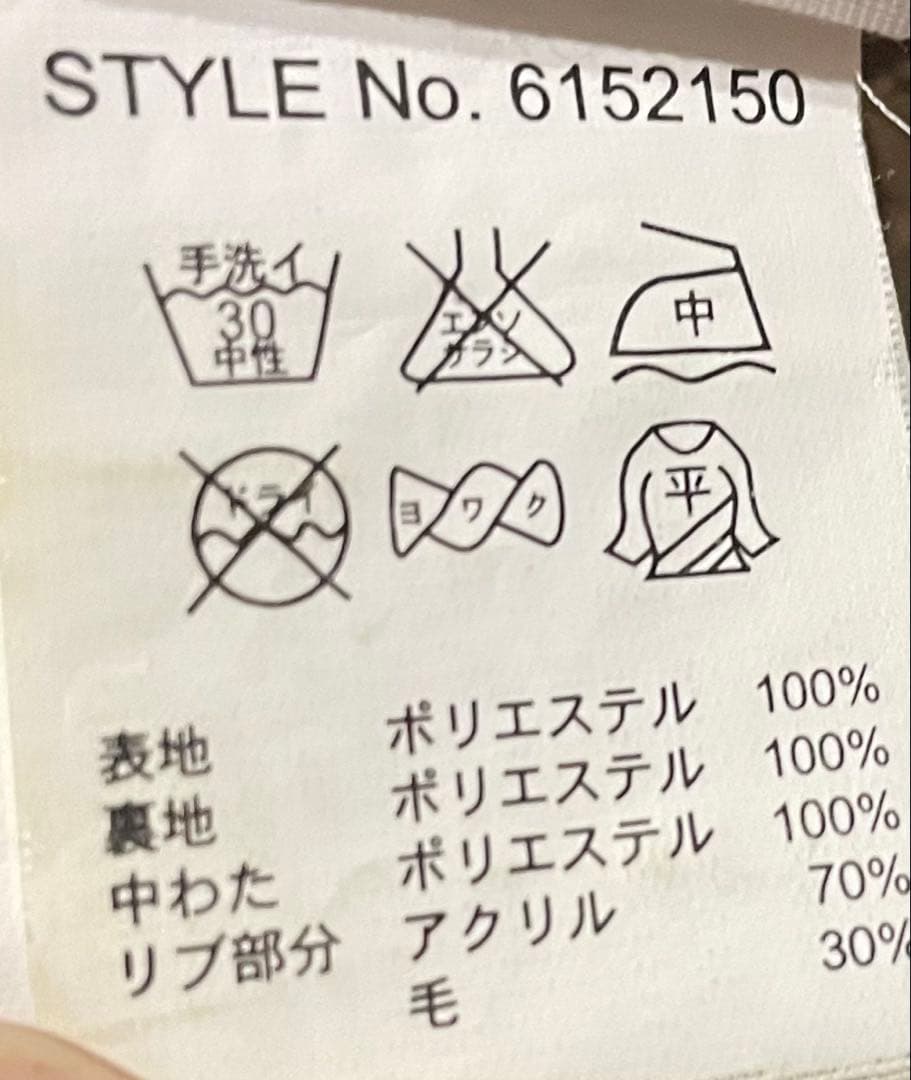 STYLE No. 6152150
手洗イ
30
中性
エンソ
サラシ
中
ドライ
ヨワク
平
表地 ポリエステル 100%
裏地 ポリエステル 100%
中わた ポリエステル 100%
リブ部分 アクリル 70%
毛 30%